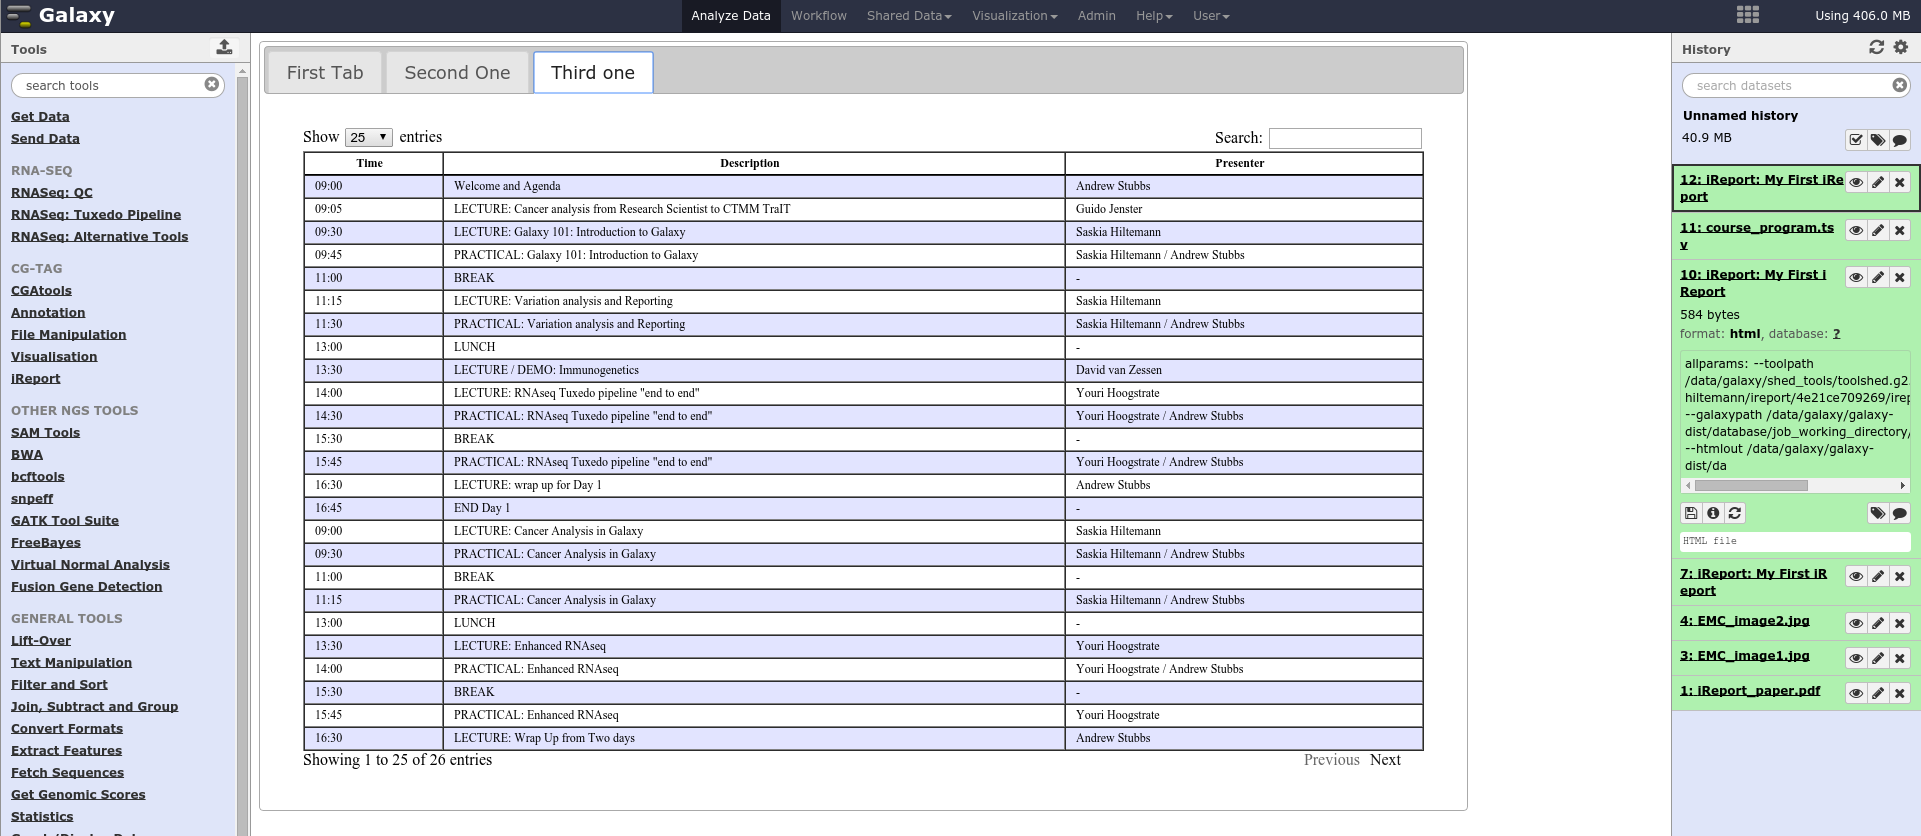 Galaxy
Analyze Data Workflow Shared Data Visualization Admin Help User
Using 406.0 MB
Tools
search tools
Get Data
Send Data
RNA-SEQ
RNASeq: QC
RNASeq: Tuxedo Pipeline
RNASeq: Alternative Tools
CG-TAG
CGAtools
Annotation
File Manipulation
Visualisation
iReport
OTHER NGS TOOLS
SAM Tools
BWA
bcftools
snpeff
GATK Tool Suite
FreeBayes
Virtual Normal Analysis
Fusion Gene Detection
GENERAL TOOLS
Lift-Over
Text Manipulation
Filter and Sort
Join, Subtract and Group
Convert Formats
Extract Features
Fetch Sequences
Get Genomic Scores
Statistics
First Tab Second One Third one
Show 25 entries Search:
Time Description Presenter
09:00 Welcome and Agenda Andrew Stubbs
09:05 LECTURE: Cancer analysis from Research Scientist to CTMM TraIT Guido Jenster
09:30 LECTURE: Galaxy 101: Introduction to Galaxy Saskia Hiltemann
09:45 PRACTICAL: Galaxy 101: Introduction to Galaxy Saskia Hiltemann / Andrew Stubbs
11:00 BREAK -
11:15 LECTURE: Variation analysis and Reporting Saskia Hiltemann
11:30 PRACTICAL: Variation analysis and Reporting Saskia Hiltemann / Andrew Stubbs
13:00 LUNCH -
13:30 LECTURE / DEMO: Immunogenetics David van Zessen
14:00 LECTURE: RNAseq Tuxedo pipeline "end to end" Youri Hoogstrate
14:30 PRACTICAL: RNAseq Tuxedo pipeline "end to end" Youri Hoogstrate / Andrew Stubbs
15:30 BREAK -
15:45 PRACTICAL: RNAseq Tuxedo pipeline "end to end" Youri Hoogstrate / Andrew Stubbs
16:30 LECTURE: wrap up for Day 1 Andrew Stubbs
16:45 END Day 1 -
09:00 LECTURE: Cancer Analysis in Galaxy Saskia Hiltemann
09:30 PRACTICAL: Cancer Analysis in Galaxy Saskia Hiltemann / Andrew Stubbs
11:00 BREAK -
11:15 PRACTICAL: Cancer Analysis in Galaxy Saskia Hiltemann / Andrew Stubbs
13:00 LUNCH -
13:30 LECTURE: Enhanced RNAseq Youri Hoogstrate
14:00 PRACTICAL: Enhanced RNAseq Youri Hoogstrate / Andrew Stubbs
15:30 BREAK -
15:45 PRACTICAL: Enhanced RNAseq Youri Hoogstrate
16:30 LECTURE: Wrap Up from Two days Andrew Stubbs
Showing 1 to 25 of 26 entries Previous Next
History
search datasets
Unnamed history
40.9 MB
12: iReport: My First iRe
port
11: course_program.ts
v
10: iReport: My First i
Report
584 bytes
format: html, database: ?
allparams: --toolpath
/data/galaxy/shed_tools/toolshed.g2
hiltemann/ireport/4e21ce709269/irep
--galaxypath /data/galaxy/galaxy-
dist/database/job_working_directory/
--htmlout /data/galaxy/galaxy-
dist/da
HTML file
7: iReport: My First iR
eport
4: EMC_image2.jpg
3: EMC_image1.jpg
1: iReport_paper.pdf